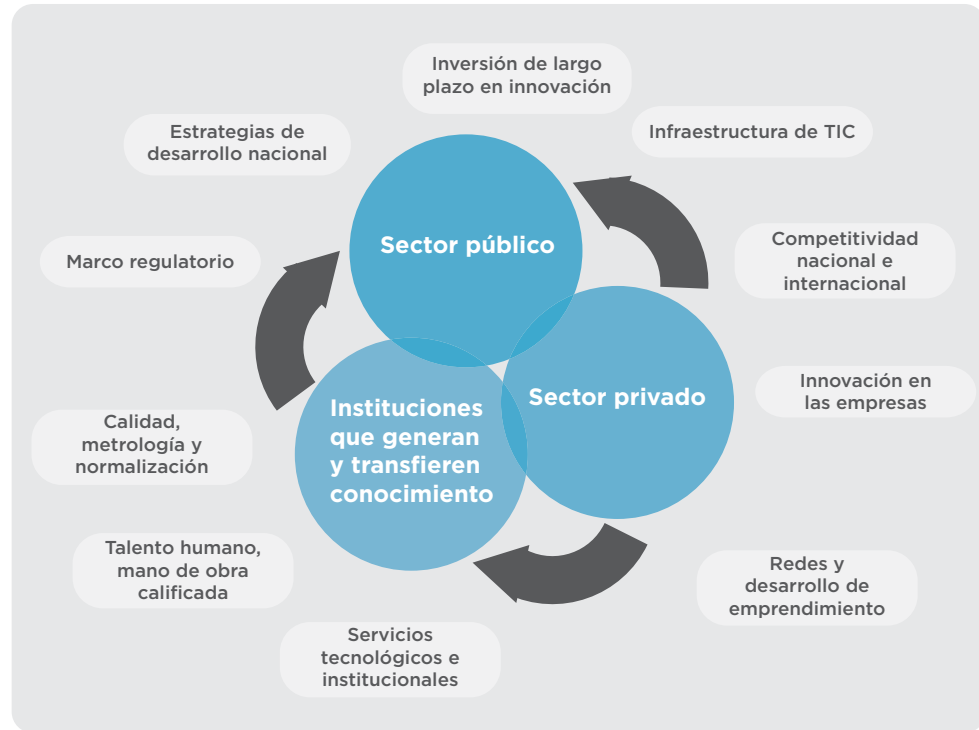 Inversión de largo
plazo en innovación
Estrategias de
desarrollo nacional
Infraestructura de TIC
Sector público
Marco regulatorio
Competitividad
nacional e
internacional
Sector privado
Instituciones
que generan
y transfieren
conocimiento
Innovación en
las empresas
Calidad,
metrología y
normalización
Talento humano,
mano de obra
calificada
Redes y
desarrollo de
emprendimiento
Servicios
tecnológicos e
institucionales